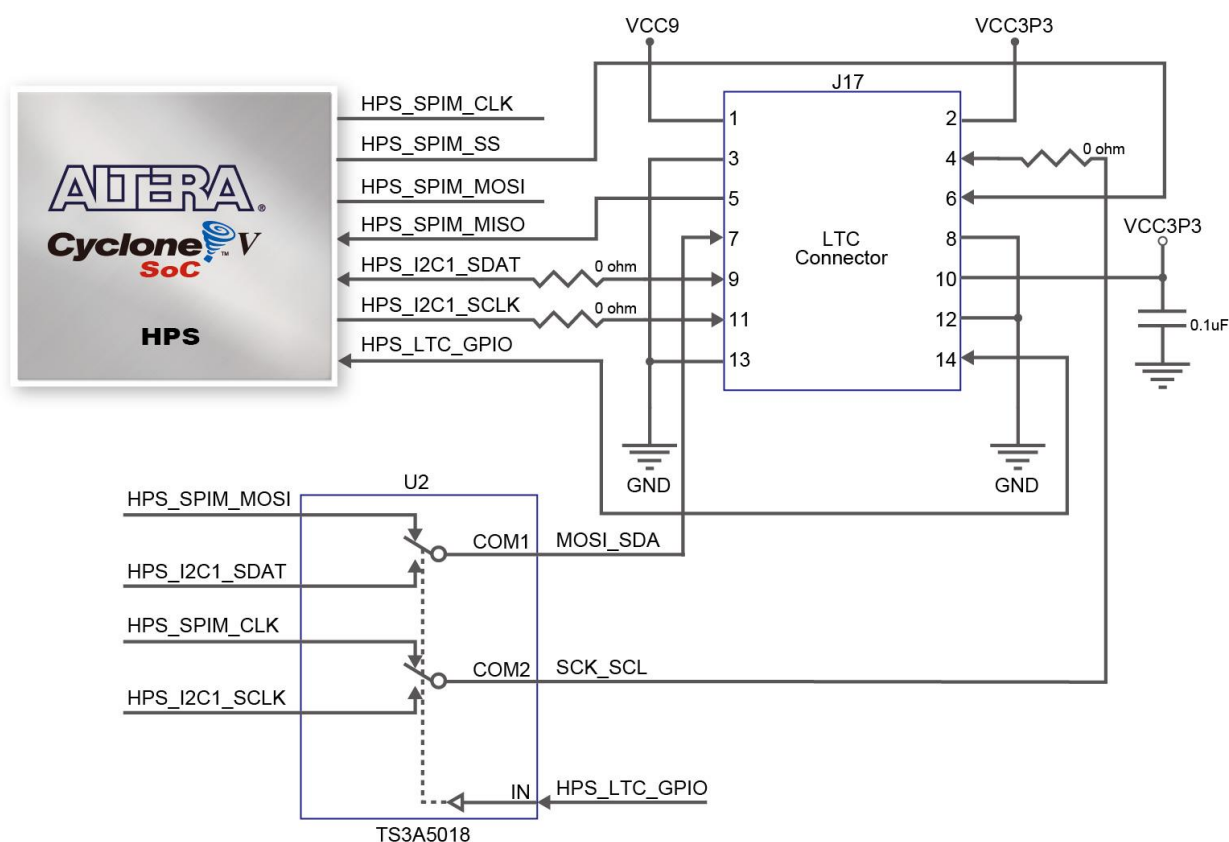 VCC9
VCC3P3
J17
HPS_SPIM_CLK
HPS_SPIM_SS
HPS_SPIM_MOSI
HPS_SPIM_MISO
HPS_I2C1_SDAT
0 ohm
HPS_I2C1_SCLK
0 ohm
HPS_LTC_GPIO
ALTERA®
Cyclone™ V
SoC
HPS
1
3
5
7
9
11
13
LTC
Connector
2
4
6
8
10
12
14
0 ohm
VCC3P3
0.1uF
GND
GND
U2
HPS_SPIM_MOSI
HPS_I2C1_SDAT
HPS_SPIM_CLK
HPS_I2C1_SCLK
COM1
MOSI_SDA
COM2
SCK_SCL
IN
HPS_LTC_GPIO
TS3A5018